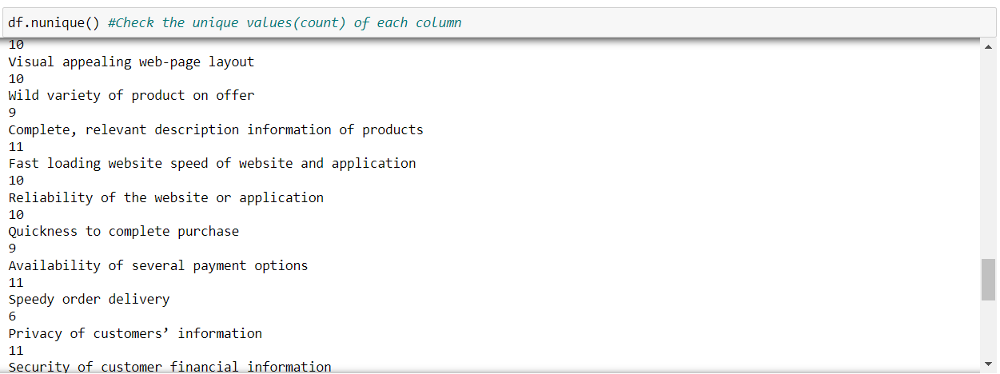 df.nunique() #Check the unique values(count) of each column
10
Visual appealing web-page layout
10
Wild variety of product on offer
9
Complete, relevant description information of products
11
Fast loading website speed of website and application
10
Reliability of the website or application
10
Quickness to complete purchase
9
Availability of several payment options
11
Speedy order delivery
6
Privacy of customers’ information
11
Security of customer financial information